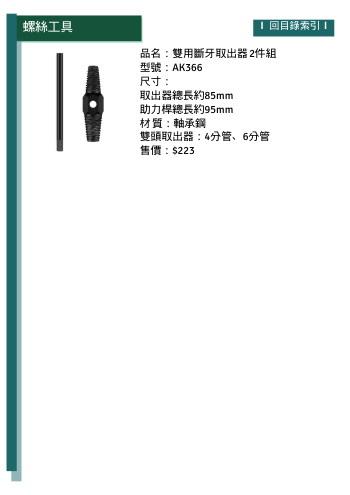 螺絲工具
回目錄索引
品名：雙用斷牙取出器2件組
型號：AK366
尺寸：
取出器總長約85mm
助力桿總長約95mm
材質：軸承鋼
雙頭取出器：4分管、6分管
售價：$223